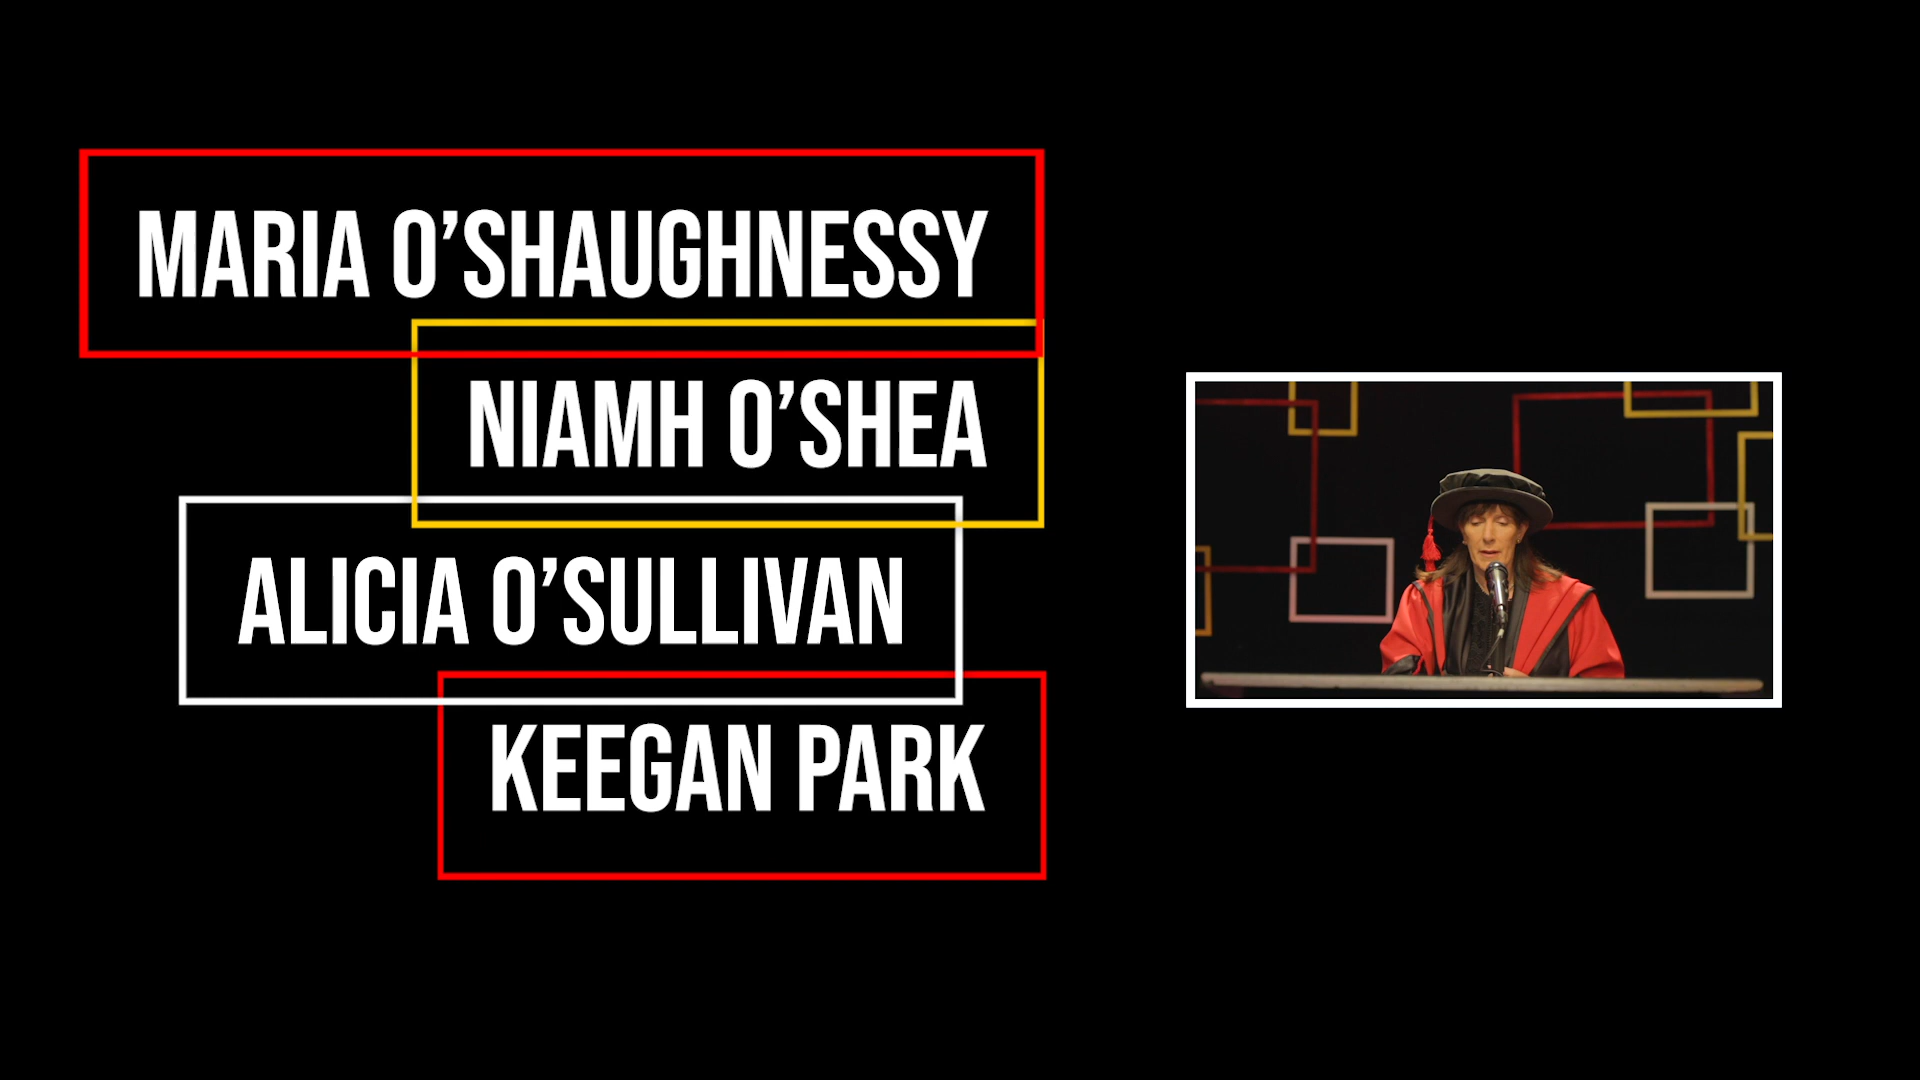 MARIA O’SHAUGHNESSY
NIAMH O’SHEA
ALICIA O’SULLIVAN
KEEGAN PARK